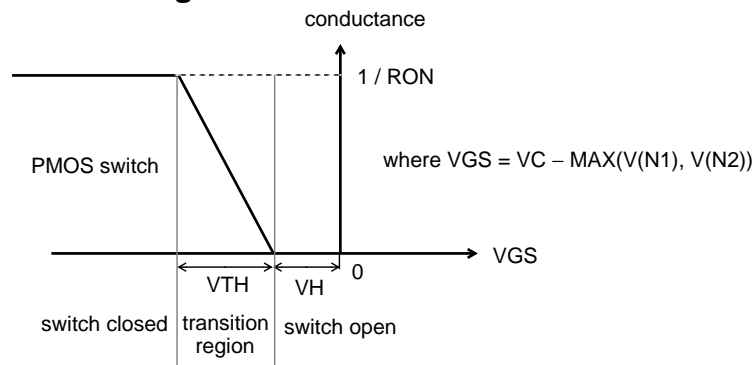 conductance
1 / RON
PMOS switch
where VGS = VC – MAX(V(N1), V(N2))
VGS
0
VTH
VH
switch closed
transition
region
switch open